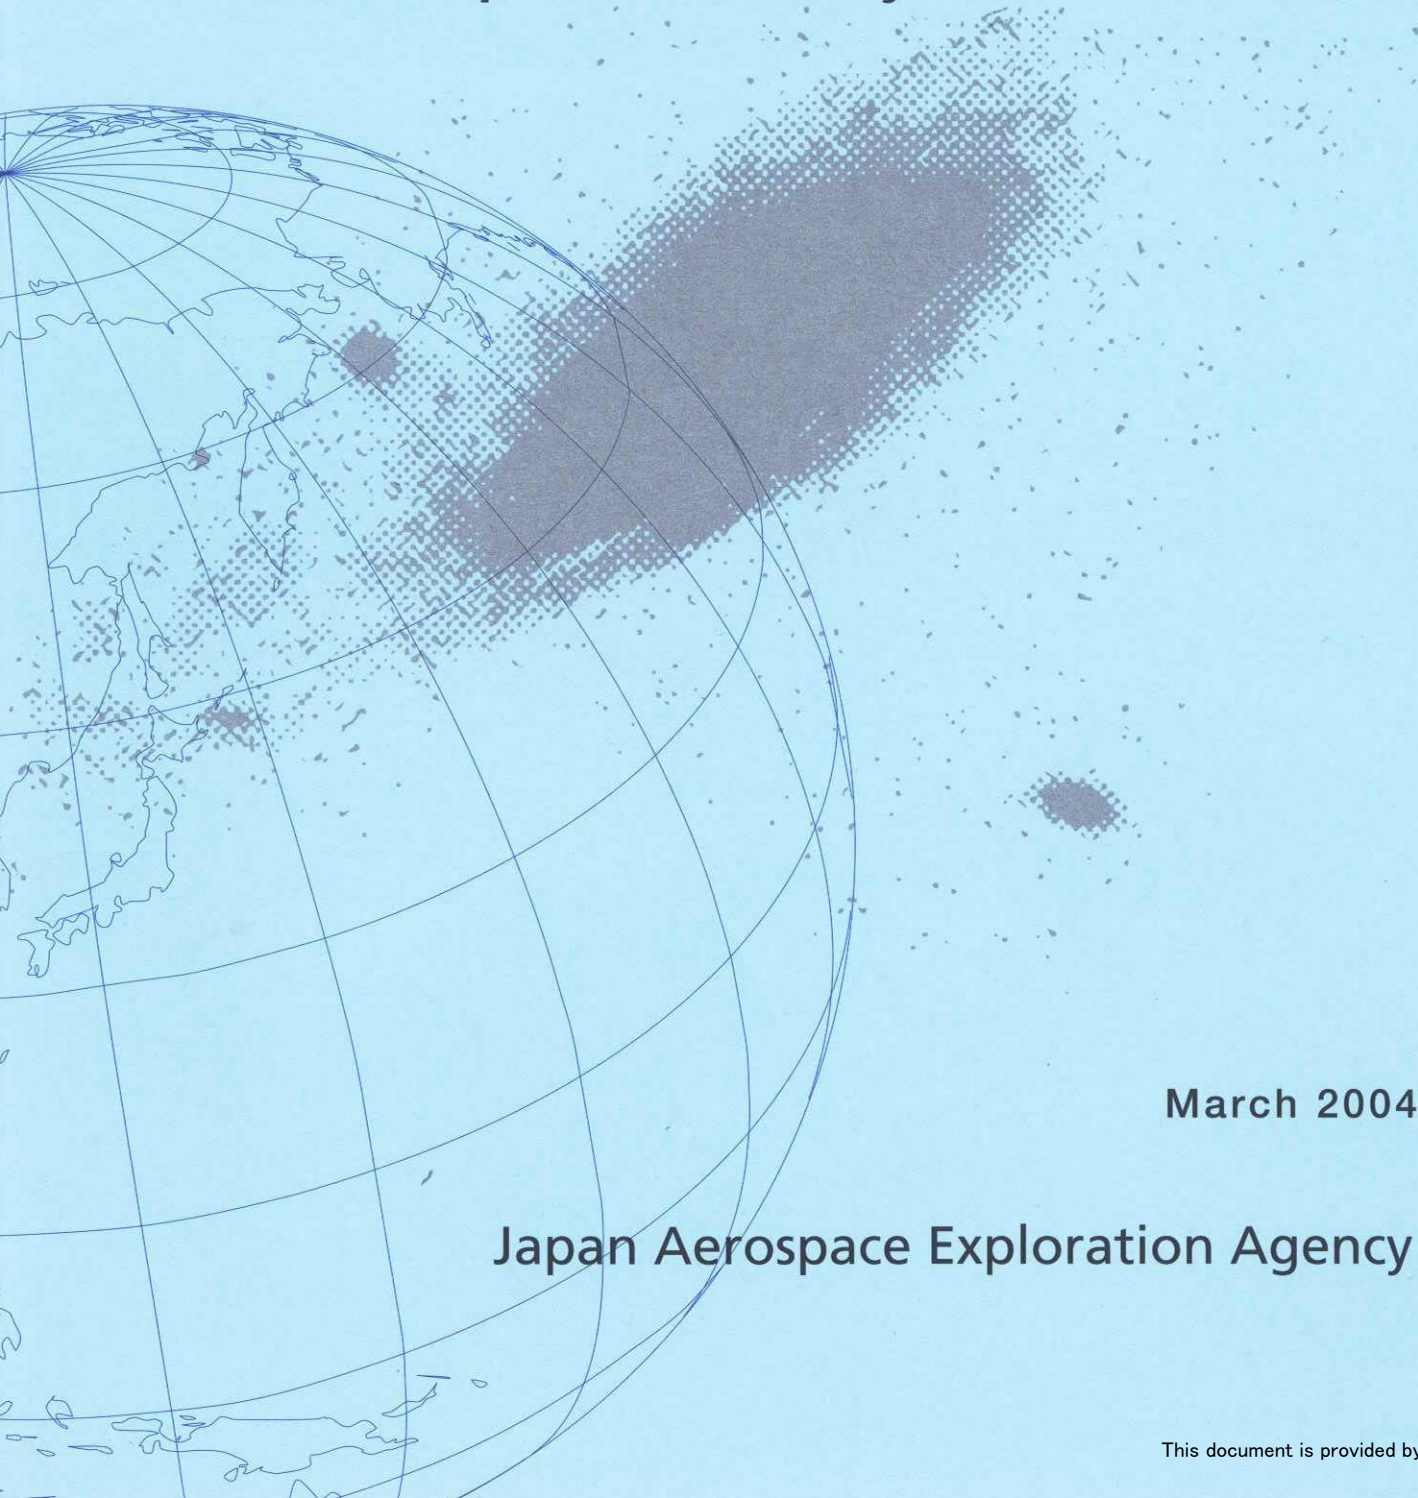 March 2004
Japan Aerospace Exploration Agency
This document is provided by